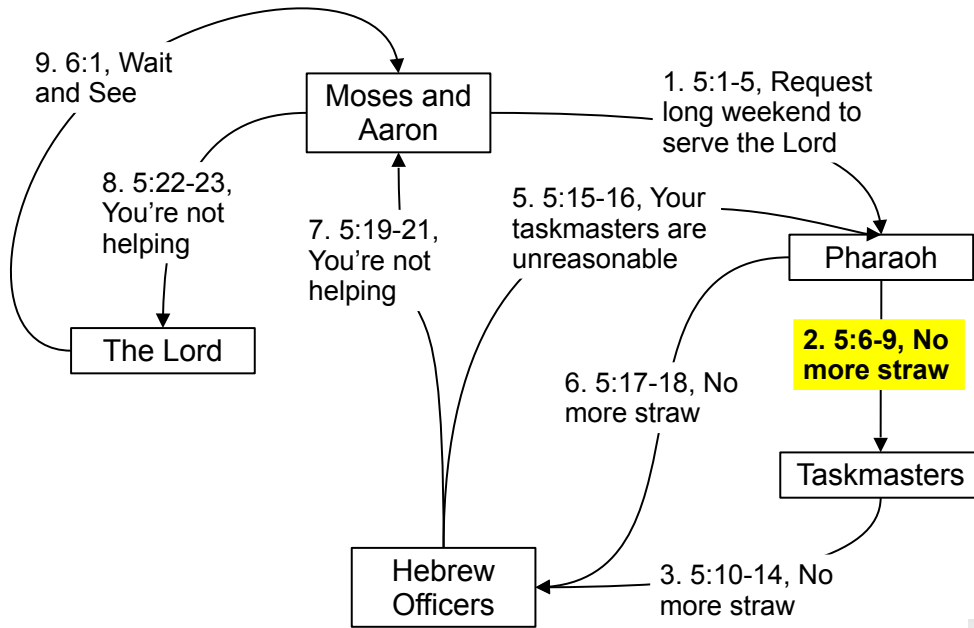 9. 6:1, Wait
and See
Moses and
Aaron
1. 5:1-5, Request
long weekend to
serve the Lord
8. 5:22-23,
You’re not
helping
7. 5:19-21,
You’re not
helping
5. 5:15-16, Your
taskmasters are
unreasonable
Pharaoh
The Lord
2. 5:6-9, No
more straw
6. 5:17-18, No
more straw
Taskmasters
Hebrew
Officers
3. 5:10-14, No
more straw